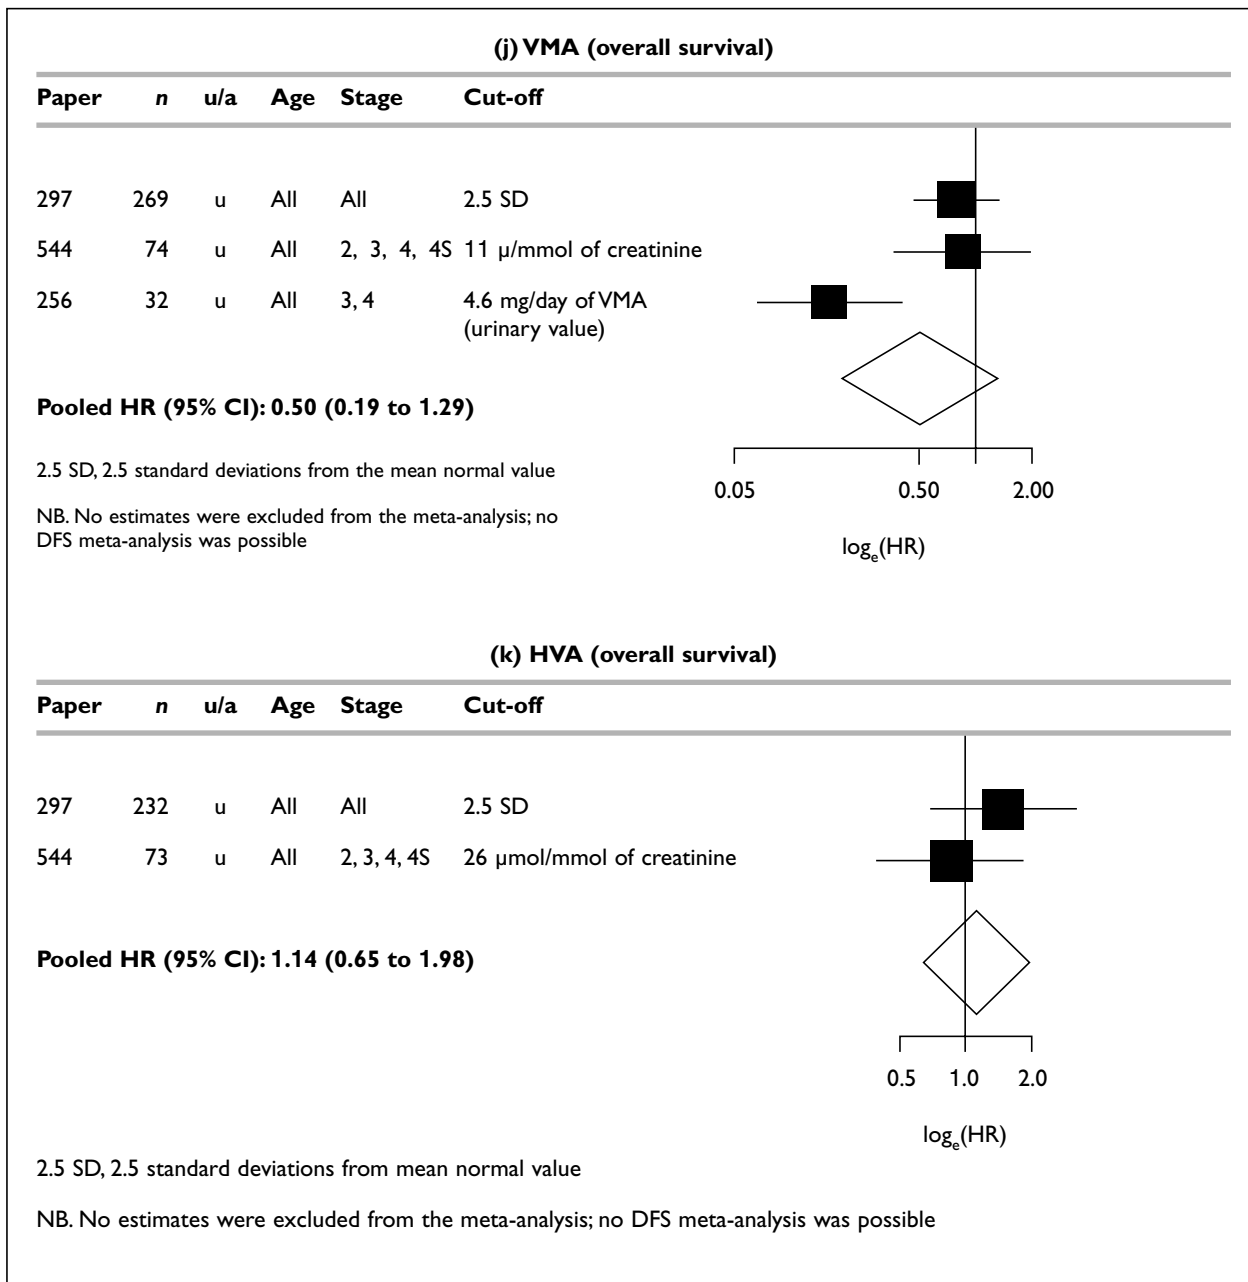 (j) VMA (overall survival)
Paper n u/a Age Stage Cut-off
297 269 u All All 2.5 SD
544 74 u All 2, 3, 4, 4S 11 µ/mmol of creatinine
256 32 u All 3, 4 4.6 mg/day of VMA
(urinary value)
Pooled HR (95% CI): 0.50 (0.19 to 1.29)
2.5 SD, 2.5 standard deviations from the mean normal value
NB. No estimates were excluded from the meta-analysis; no
DFS meta-analysis was possible
0.05 0.50 2.00
logₑ(HR)
(k) HVA (overall survival)
Paper n u/a Age Stage Cut-off
297 232 u All All 2.5 SD
544 73 u All 2, 3, 4, 4S 26 µmol/mmol of creatinine
Pooled HR (95% CI): 1.14 (0.65 to 1.98)
0.5 1.0 2.0
logₑ(HR)
2.5 SD, 2.5 standard deviations from mean normal value
NB. No estimates were excluded from the meta-analysis; no DFS meta-analysis was possible